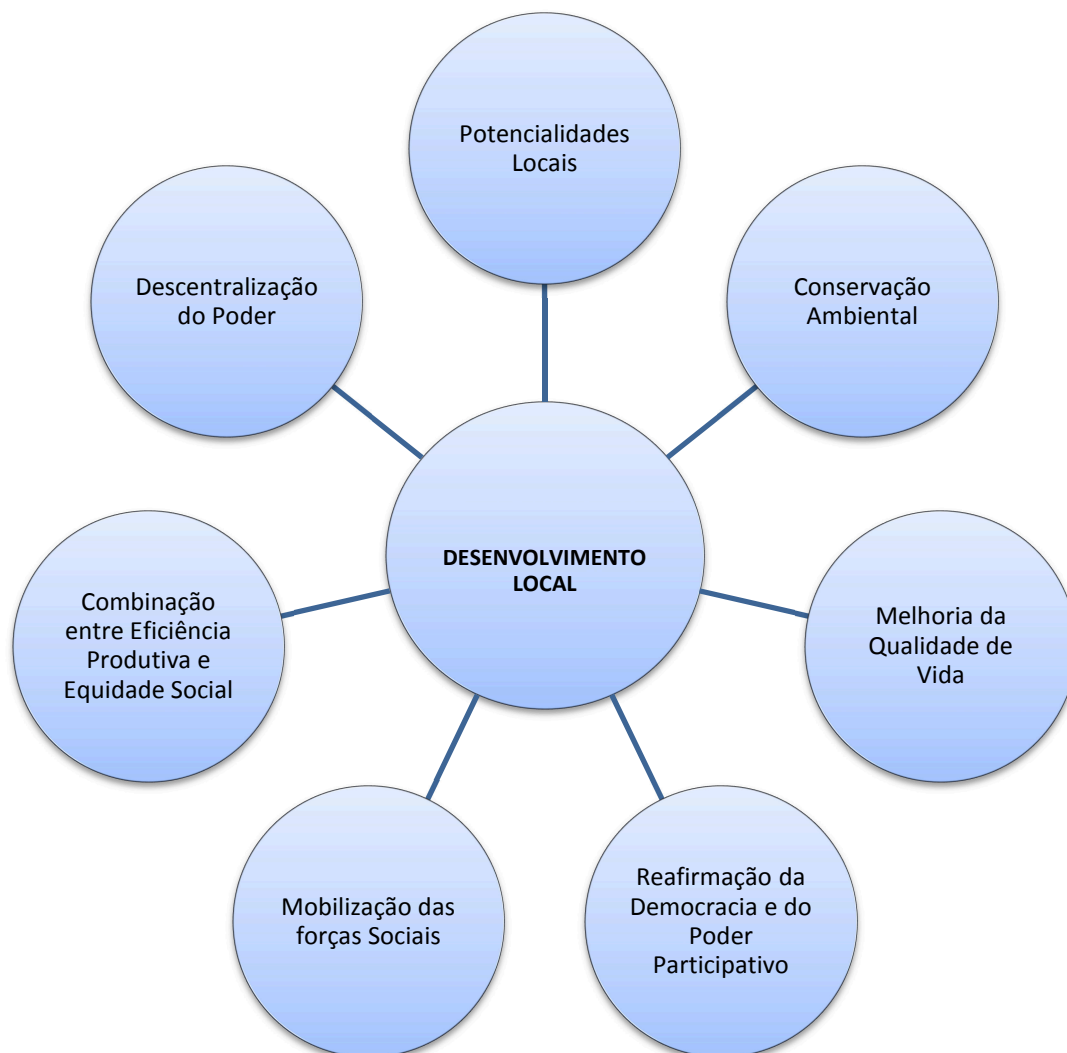 Potencialidades
Locais
Descentralização
do Poder
Conservação
Ambiental
DESENVOLVIMENTO
LOCAL
Combinação
entre Eficiência
Produtiva e
Equidade Social
Melhoria da
Qualidade de
Vida
Mobilização das
forças Sociais
Reafirmação da
Democracia e do
Poder
Participativo